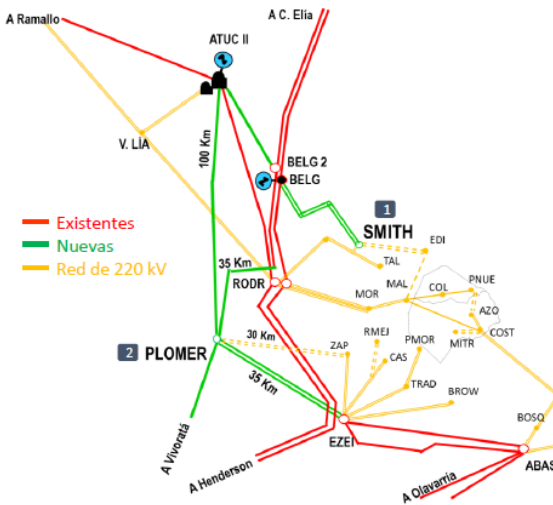 A C. Elía
A Ramallo
ATUC II
V. LÍA
100 Km
BELG 2
BELG
1
SMITH
EDI
TAL
Existentes
Nuevas
Red de 220 kV
35 Km
RODR
MOR
MAL
COL
PNUE
AZO
COST
MITR
2
PLOMER
30 Km
ZAP
RMEJ
PMOR
CAS
TRAD
BROW
35 Km
A Vivoratá
A Henderson
EZEI
BOSQ
ABAS
A Olavarría